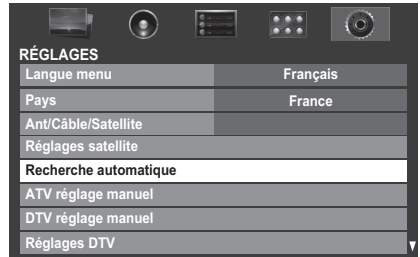 RÉGLAGES
Langue menu Français
Pays France
Ant/Câble/Satellite
Réglages satellite
Recherche automatique
ATV réglage manuel
DTV réglage manuel
Réglages DTV